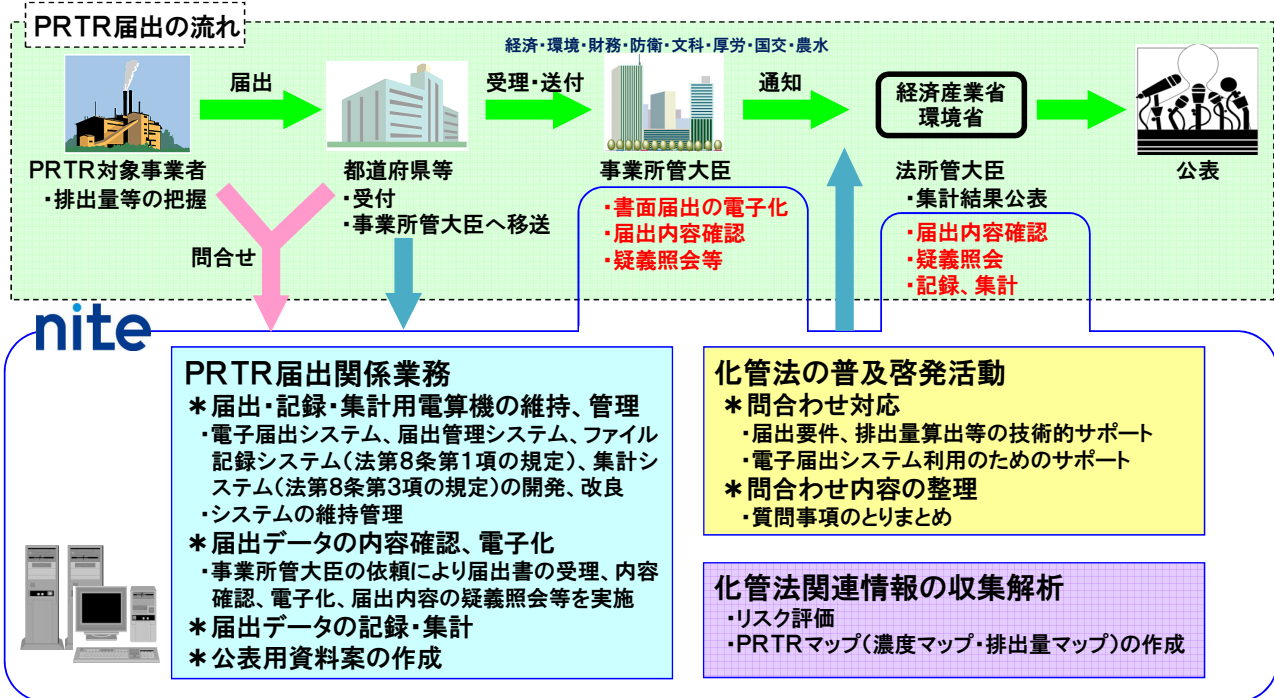 PRTR届出の流れ
経済・環境・財務・防衛・文科・厚労・国交・農水
届出
受理・送付
通知
経済産業省
環境省
PRTR対象事業者
・排出量等の把握
都道府県等
・受付
・事業所管大臣へ移送
事業所管大臣
・書面届出の電子化
・届出内容確認
・疑義照会等
法所管大臣
・集計結果公表
・届出内容確認
・疑義照会
・記録、集計
公表
問合せ
nite
PRTR届出関係業務
＊届出・記録・集計用電算機の維持、管理
・電子届出システム、届出管理システム、ファイル
記録システム(法第8条第1項の規定)、集計シ
ステム(法第8条第3項の規定)の開発、改良
・システムの維持管理
＊届出データの内容確認、電子化
・事業所管大臣の依頼により届出書の受理、内容
確認、電子化、届出内容の疑義照会等を実施
＊届出データの記録・集計
＊公表用資料案の作成
化管法の普及啓発活動
＊問合わせ対応
・届出要件、排出量算出等の技術的サポート
・電子届出システム利用のためのサポート
＊問合わせ内容の整理
・質問事項のとりまとめ
化管法関連情報の収集解析
・リスク評価
・PRTRマップ(濃度マップ・排出量マップ)の作成